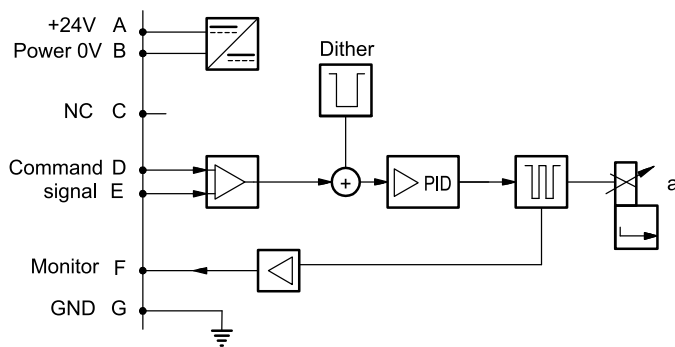 +24V A
Power 0V B
Dither
NC C
Command D
signal E
+
PID
a
Monitor F
GND G